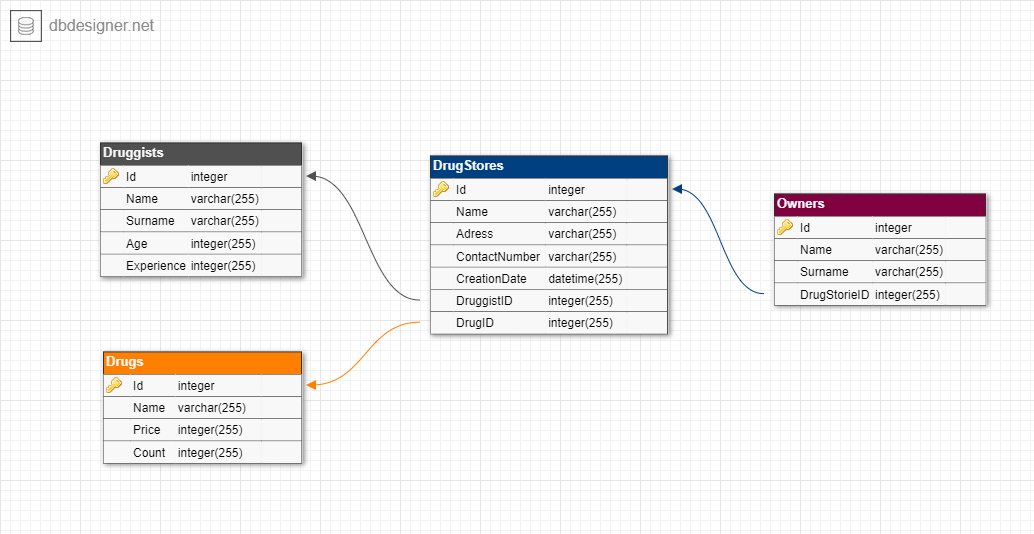 dbdesigner.net
Druggists
Id integer
Name varchar(255)
Surname varchar(255)
Age integer(255)
Experience integer(255)
Drugs
Id integer
Name varchar(255)
Price integer(255)
Count integer(255)
DrugStores
Id integer
Name varchar(255)
Adress varchar(255)
ContactNumber varchar(255)
CreationDate datetime(255)
DruggistID integer(255)
DrugID integer(255)
Owners
Id integer
Name varchar(255)
Surname varchar(255)
DrugStorieID integer(255)